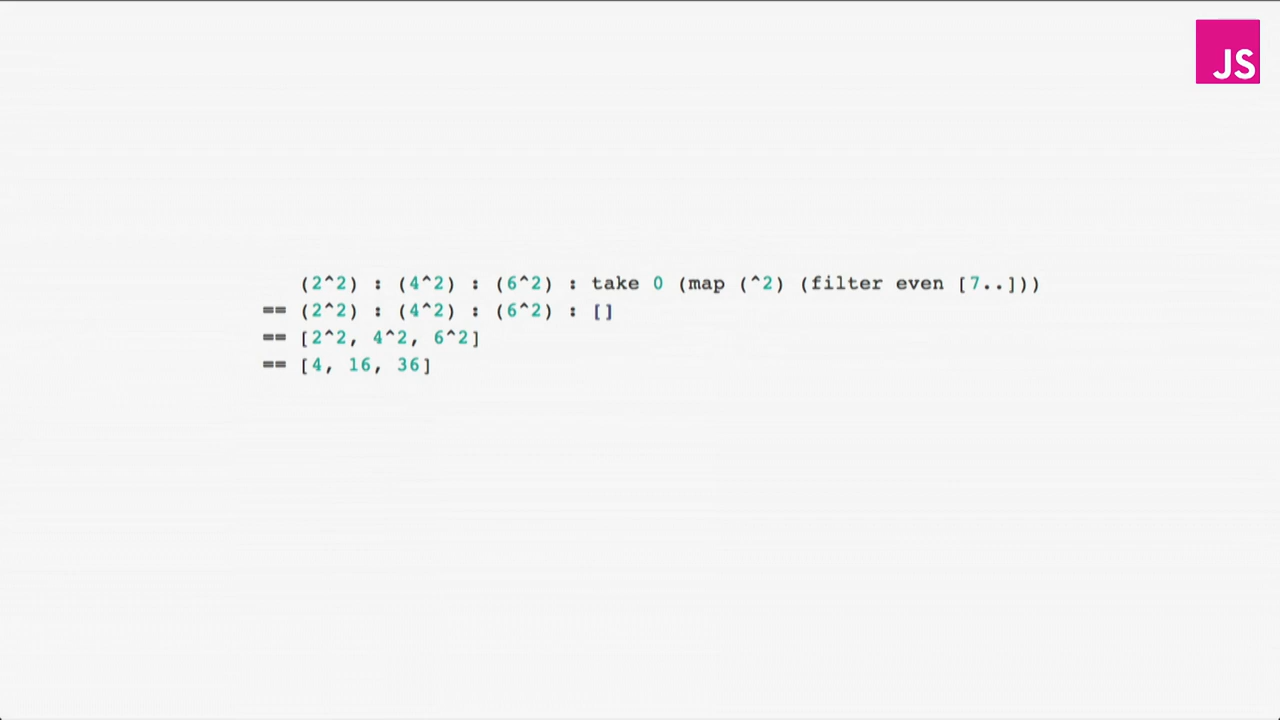 JS
(2^2) : (4^2) : (6^2) : take 0 (map (^2) (filter even [7..]))
== (2^2) : (4^2) : (6^2) : []
== [2^2, 4^2, 6^2]
== [4, 16, 36]